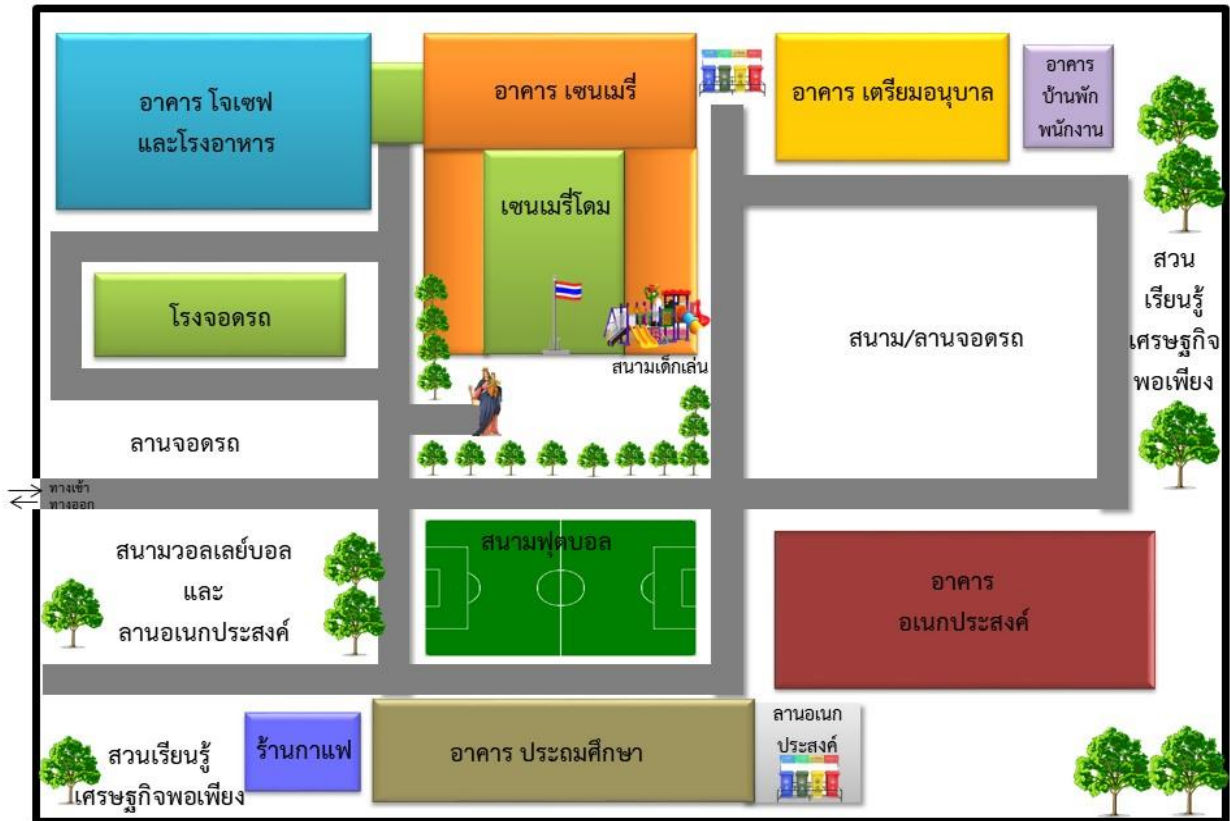 อาคาร โจเซฟ
และโรงอาหาร
อาคาร เซนเมรี่
อาคาร เตรียมอนุบาล
อาคาร
บ้านพัก
พนักงาน
เซนเมรี่โดม
โรงจอดรถ
สนามเด็กเล่น
สนาม/ลานจอดรถ
สวน
เรียนรู้
เศรษฐกิจ
พอเพียง
ลานจอดรถ
ทางเข้า
ทางออก
สนามวอลเลย์บอล
และ
ลานอเนกประสงค์
สนามฟุตบอล
อาคาร
อเนกประสงค์
สวนเรียนรู้
เศรษฐกิจพอเพียง
ร้านกาแฟ
อาคาร ประถมศึกษา
ลานอเนก
ประสงค์